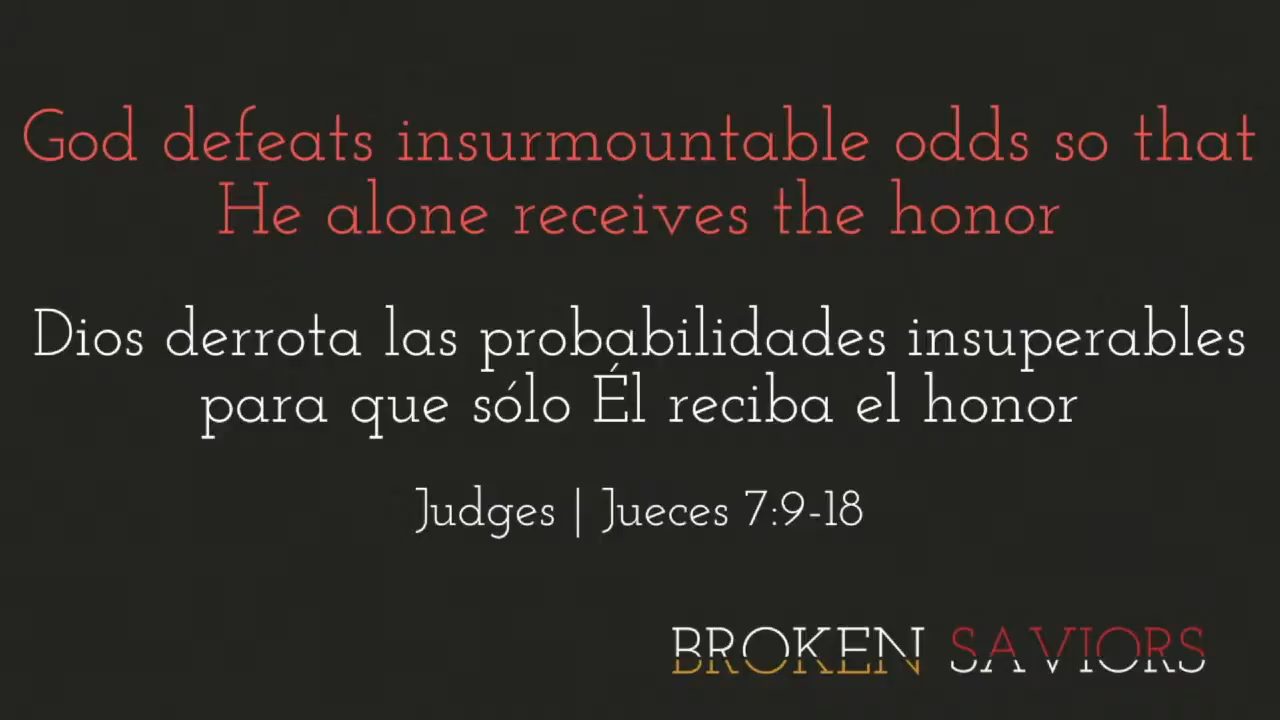 God defeats insurmountable odds so that
He alone receives the honor
Dios derrota las probabilidades insuperables
para que sólo Él reciba el honor
Judges | Jueces 7:9-18
BROKEN SAVIORS